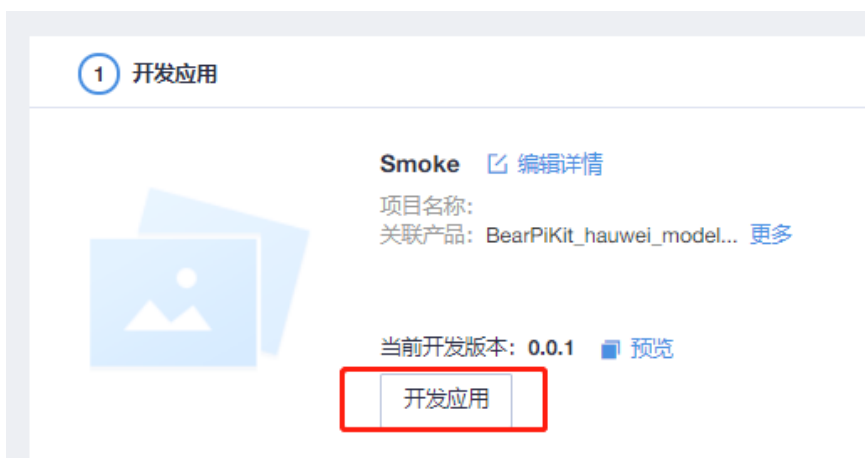 1 开发应用
Smoke 编辑详情
项目名称:
关联产品: BearPiKit_hauwei_model... 更多
当前开发版本: 0.0.1 预览
开发应用